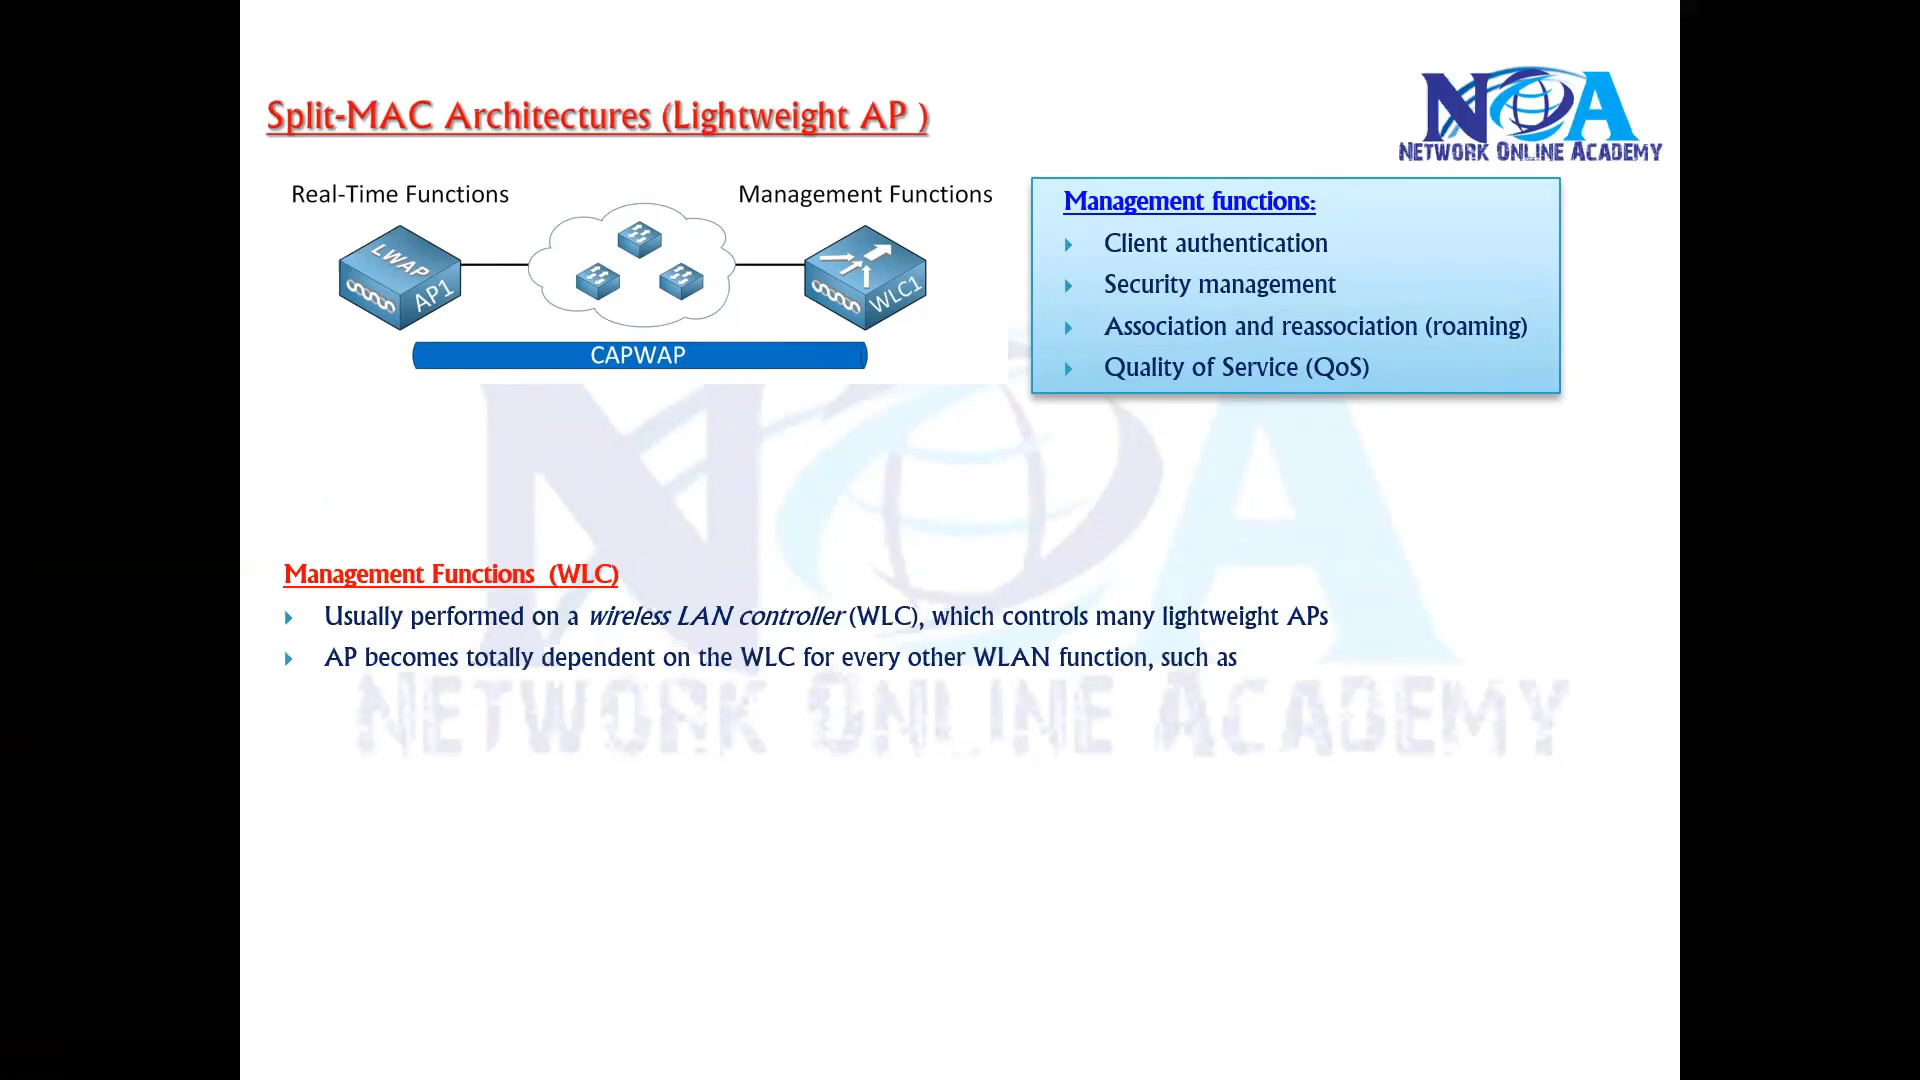 Split-MAC Architectures (Lightweight AP )
NOA
NETWORK ONLINE ACADEMY
Real-Time Functions
Management Functions
LWAP
AP1
WLC1
CAPWAP
Management functions:
Client authentication
Security management
Association and reassociation (roaming)
Quality of Service (QoS)
Management Functions (WLC)
Usually performed on a wireless LAN controller (WLC), which controls many lightweight APs
AP becomes totally dependent on the WLC for every other WLAN function, such as
NOA
NETWORK ONLINE ACADEMY